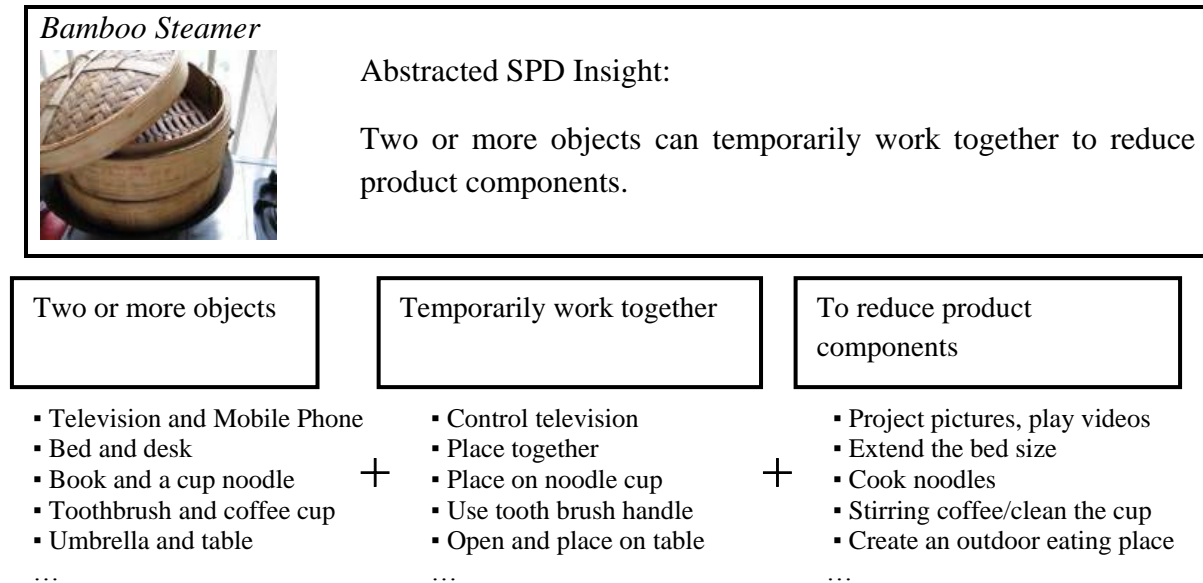 Bamboo Steamer
Abstracted SPD Insight:
Two or more objects can temporarily work together to reduce
product components.
Two or more objects
Temporarily work together
To reduce product
components
▪ Television and Mobile Phone
▪ Bed and desk
▪ Book and a cup noodle
▪ Toothbrush and coffee cup
▪ Umbrella and table
…
+
▪ Control television
▪ Place together
▪ Place on noodle cup
▪ Use tooth brush handle
▪ Open and place on table
…
+
▪ Project pictures, play videos
▪ Extend the bed size
▪ Cook noodles
▪ Stirring coffee/clean the cup
▪ Create an outdoor eating place
…